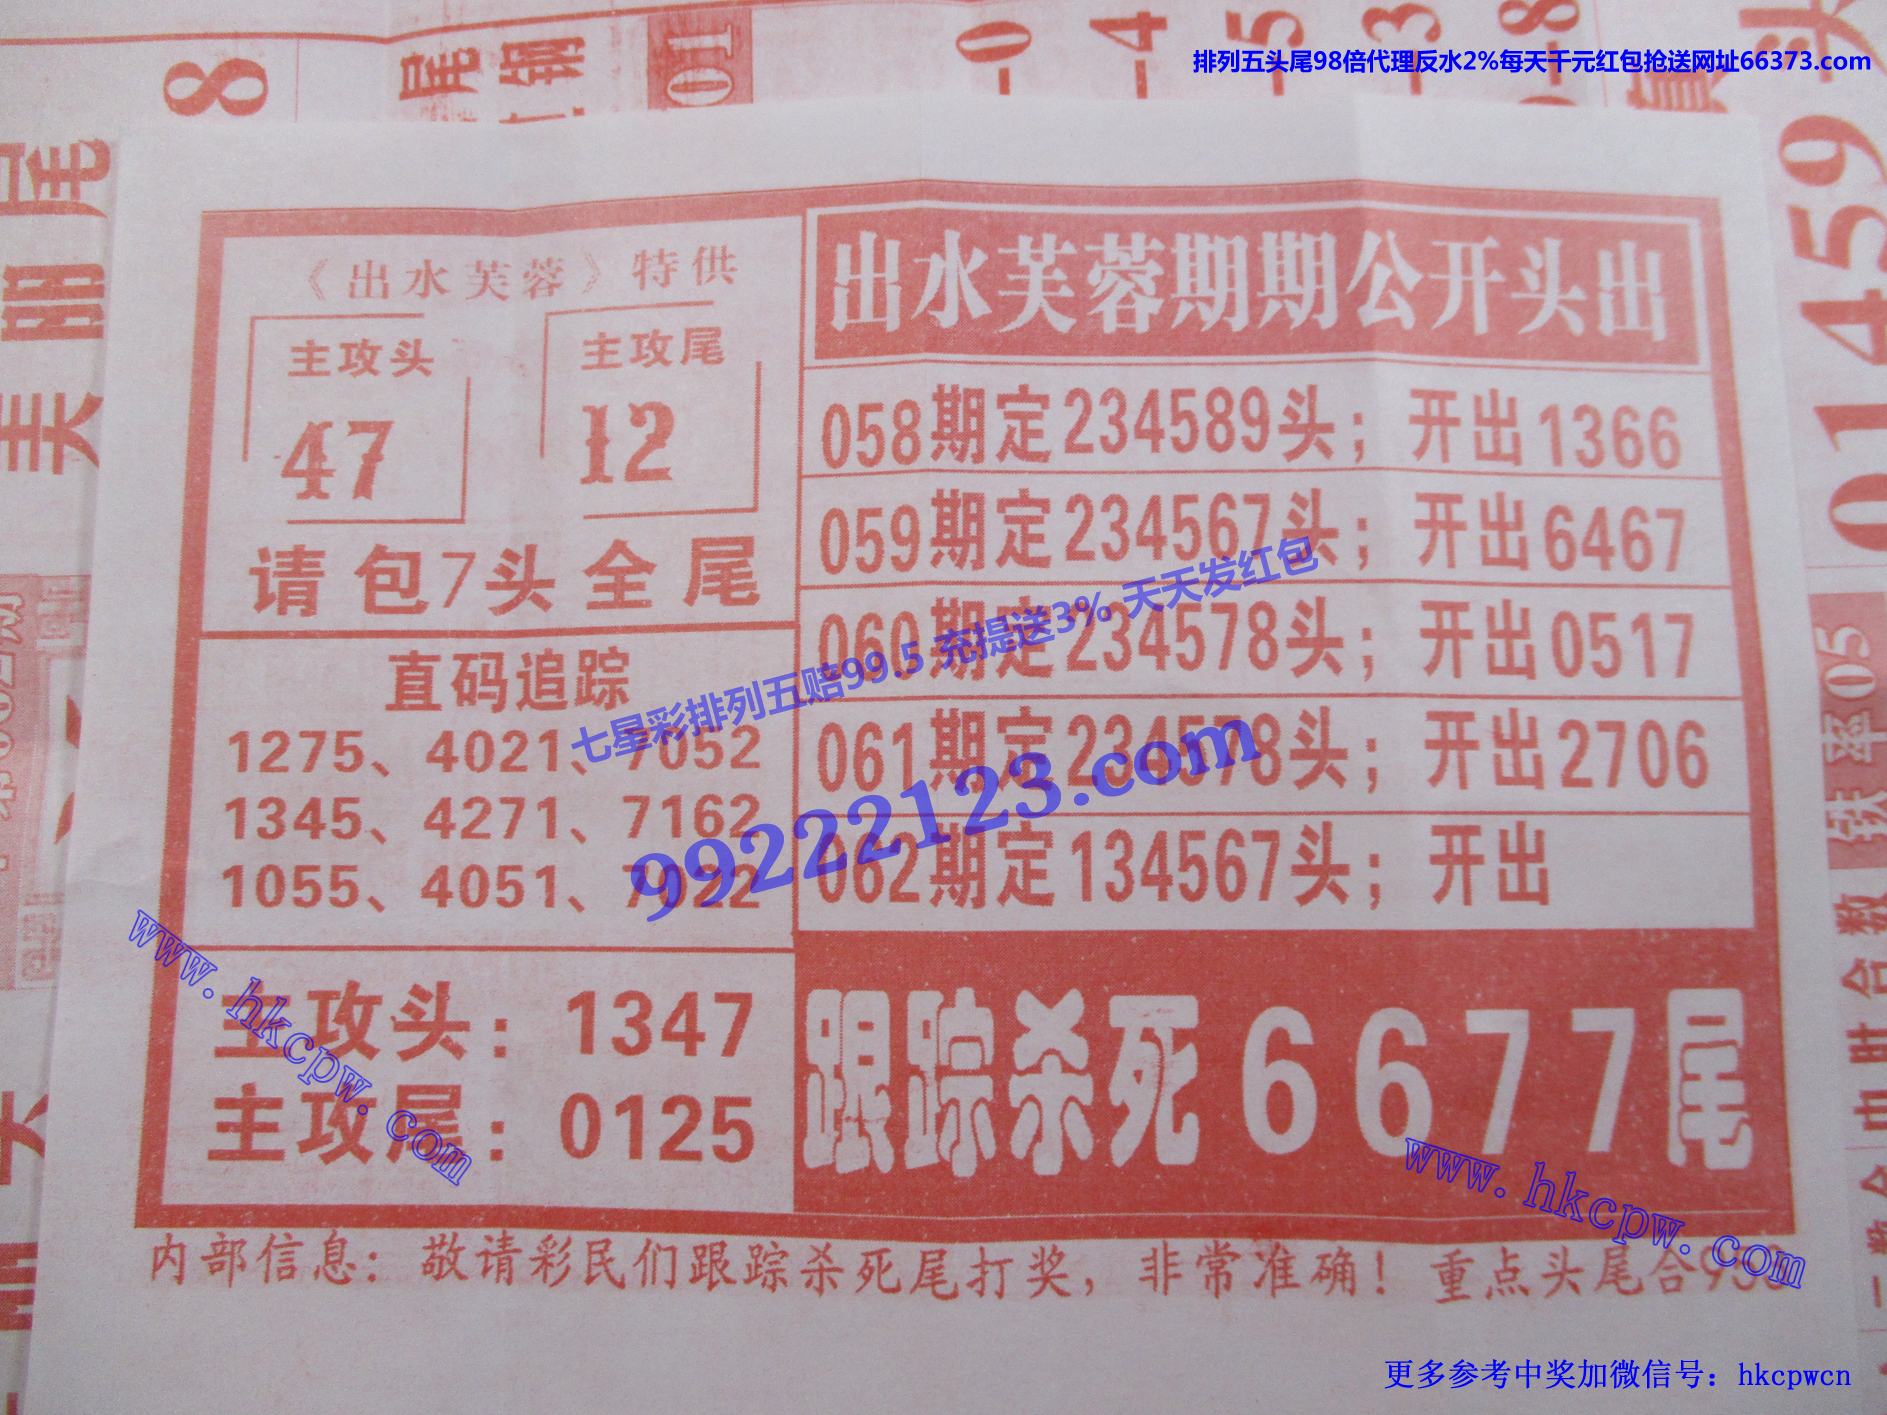 排列五头尾98倍代理反水2%每天千元红包抢送网址66373.com
《出水芙蓉》特供
主攻头
47
主攻尾
12
请包7头全尾
直码追踪
1275、4021、7052
1345、4271、7162
1055、4051、7022
主攻头：1347
主攻尾：0125
出水芙蓉期期公开头出
058期定234589头；开出1366
059期定234567头；开出6467
060期定234578头；开出0517
061期定234578头；开出2706
062期定134567头；开出
跟踪杀死6677尾
内部信息：敬请彩民们跟踪杀死尾打奖，非常准确！重点头尾合
七星彩排列五赔99.5 充提送3% 天天发红包
99222123.com
www.hkcpw.com
www.hkcpw.com
更多参考中奖加微信号：hkcpwcn
美丽尾
8
01459